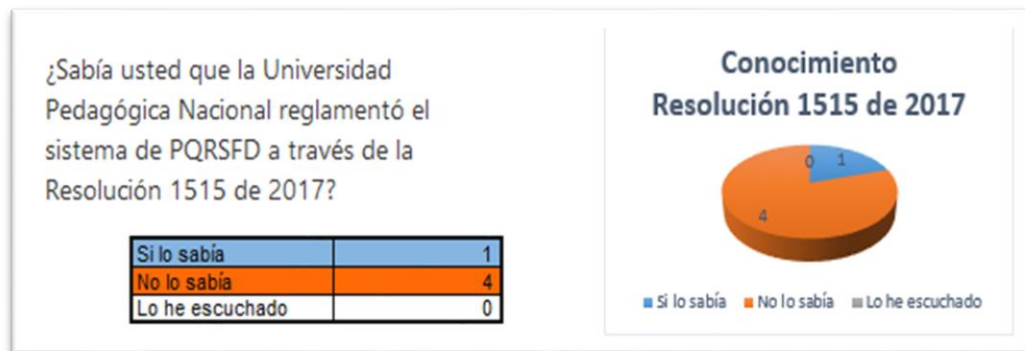 ¿Sabía usted que la Universidad
Pedagógica Nacional reglamentó el
sistema de PQRSFD a través de la
Resolución 1515 de 2017?
Si lo sabía 1
No lo sabía 4
Lo he escuchado 0
Conocimiento
Resolución 1515 de 2017
0 1
4
Si lo sabía No lo sabía Lo he escuchado